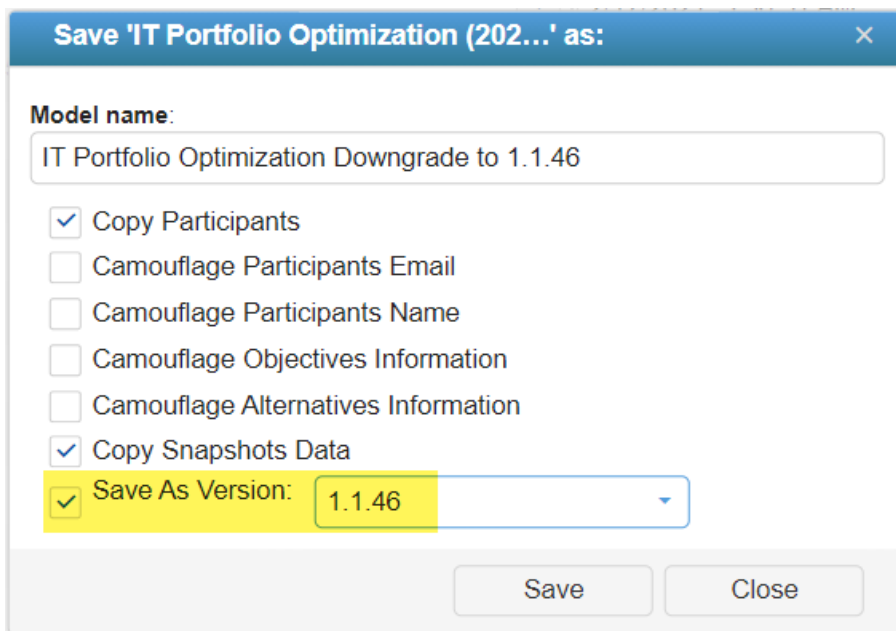 Save 'IT Portfolio Optimization (202...' as:
Model name:
IT Portfolio Optimization Downgrade to 1.1.46
Copy Participants
Camouflage Participants Email
Camouflage Participants Name
Camouflage Objectives Information
Camouflage Alternatives Information
Copy Snapshots Data
Save As Version: 1.1.46
Save Close